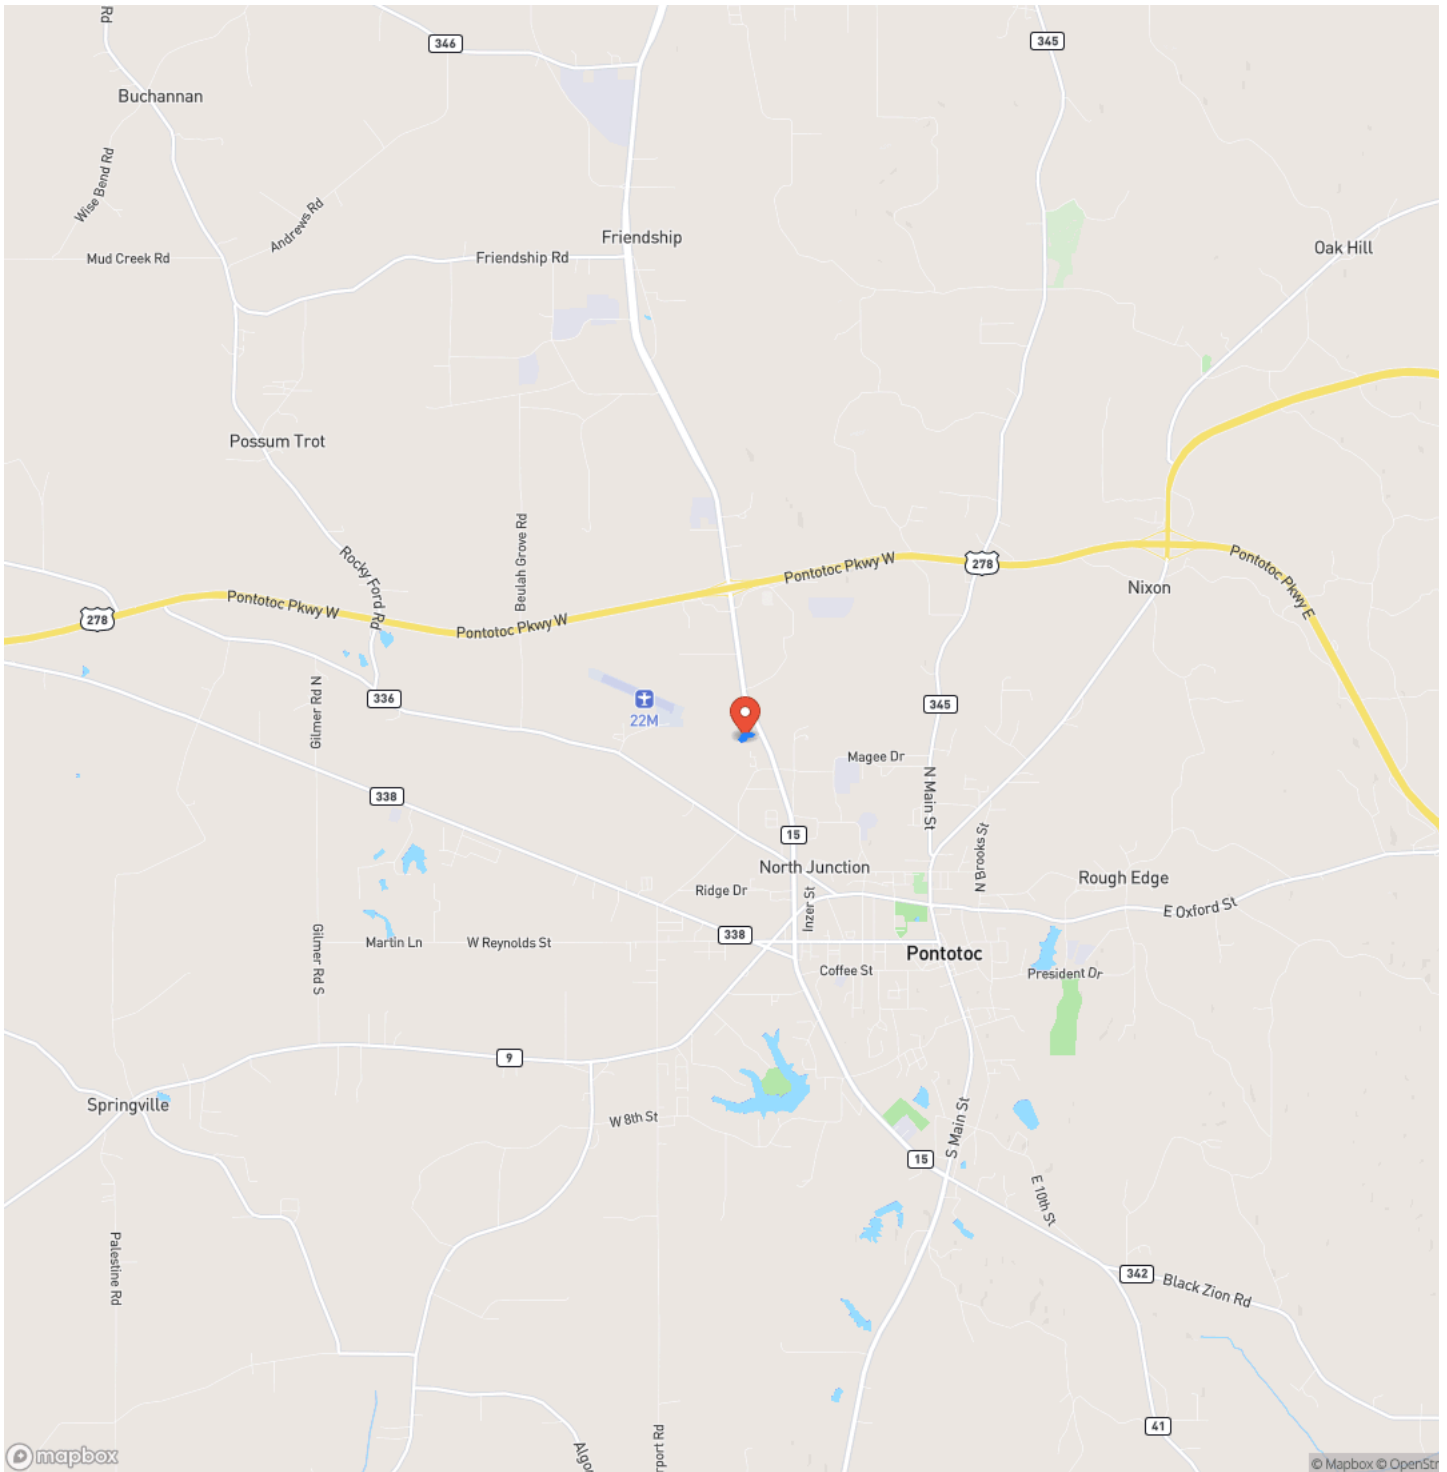 Rd
346
345
Buchannan
Wise Bend Rd
Andrews Rd
Mud Creek Rd
Friendship
Friendship Rd
Oak Hill
Possum Trot
Rocky Ford Rd
Beulah Grove Rd
Pontotoc Pkwy W
278
Pontotoc Pkwy E
Nixon
278
Pontotoc Pkwy W
Pontotoc Pkwy W
Gilmer Rd N
336
22M
345
Magee Dr
N Main St
338
15
North Junction
N Brooks St
Ridge Dr
Inzer St
Rough Edge
E Oxford St
Gilmer Rd S
Martin Ln
W Reynolds St
338
Pontotoc
Coffee St
President Dr
9
Springville
W 8th St
S Main St
15
E 10th St
Palestine Rd
342
Black Zion Rd
41
Algo
rport Rd
mapbox
© Mapbox © OpenStr